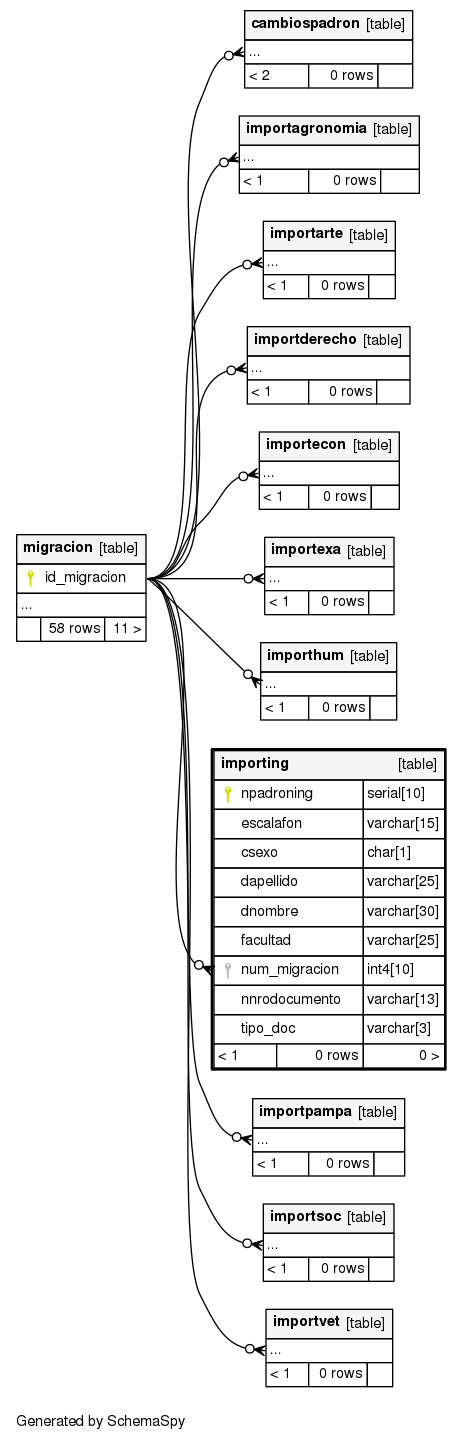 cambiospadron [table]
...
< 2 0 rows
importagronomia [table]
...
< 1 0 rows
importarte [table]
...
< 1 0 rows
importderecho [table]
...
< 1 0 rows
importecon [table]
...
< 1 0 rows
migracion [table]
id_migracion
...
58 rows 11 >
importexa [table]
...
< 1 0 rows
importhum [table]
...
< 1 0 rows
importing [table]
npadroning serial[10]
escalafon varchar[15]
csexo char[1]
dapellido varchar[25]
dnombre varchar[30]
facultad varchar[25]
num_migracion int4[10]
nnrodocumento varchar[13]
tipo_doc varchar[3]
< 1 0 rows 0 >
importpampa [table]
...
< 1 0 rows
importsoc [table]
...
< 1 0 rows
importvet [table]
...
< 1 0 rows
Generated by SchemaSpy